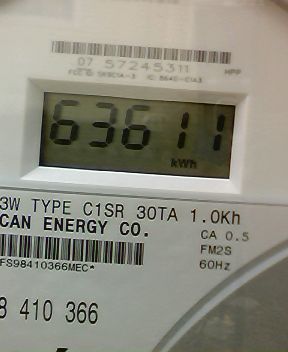 07 57245311
HPP
63611
kWh
3W TYPE C1SR 30TA 1.0Kh
CAN ENERGY CO.
CA 0.5
FM2S
60Hz
FS98410366MEC*
8 410 366